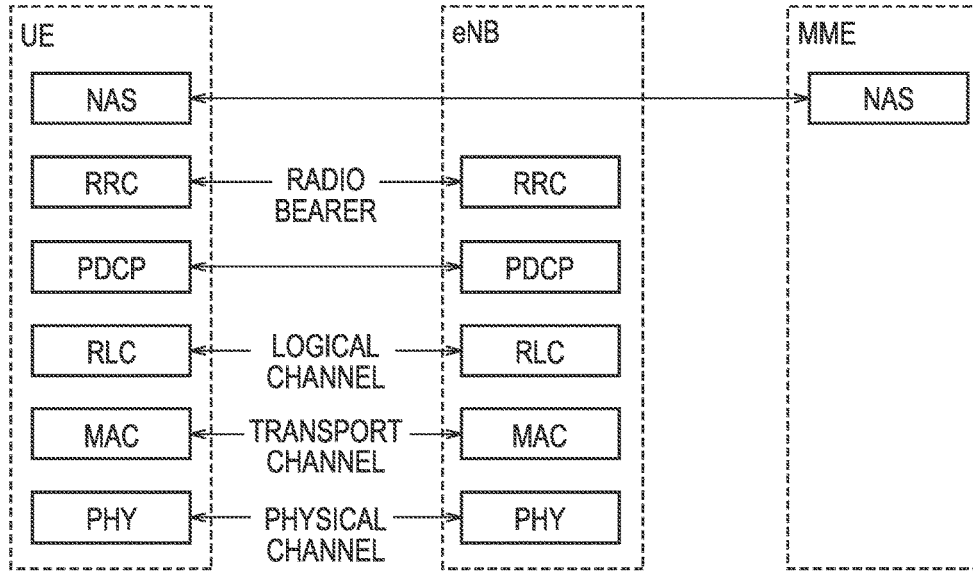 UE
eNB
MME
NAS
NAS
RRC
RADIO
BEARER
RRC
PDCP
PDCP
RLC
LOGICAL
CHANNEL
RLC
MAC
TRANSPORT
CHANNEL
MAC
PHY
PHYSICAL
CHANNEL
PHY